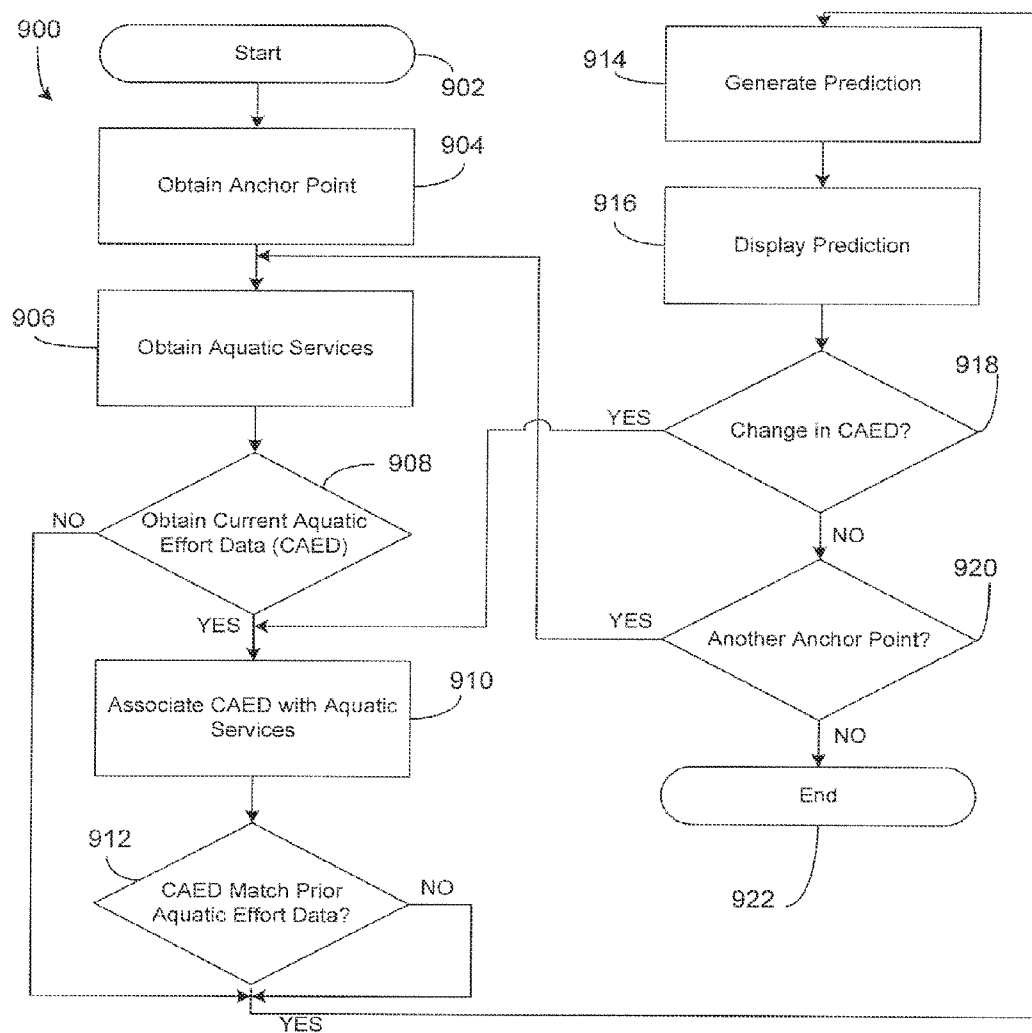 900
Start
902
904
Obtain Anchor Point
906
Obtain Aquatic Services
908
NO
Obtain Current Aquatic
Effort Data (CAED)
YES
Associate CAED with Aquatic
Services
910
912
CAED Match Prior
Aquatic Effort Data?
NO
YES
914
Generate Prediction
916
Display Prediction
918
YES
Change in CAED?
NO
920
YES
Another Anchor Point?
NO
End
922